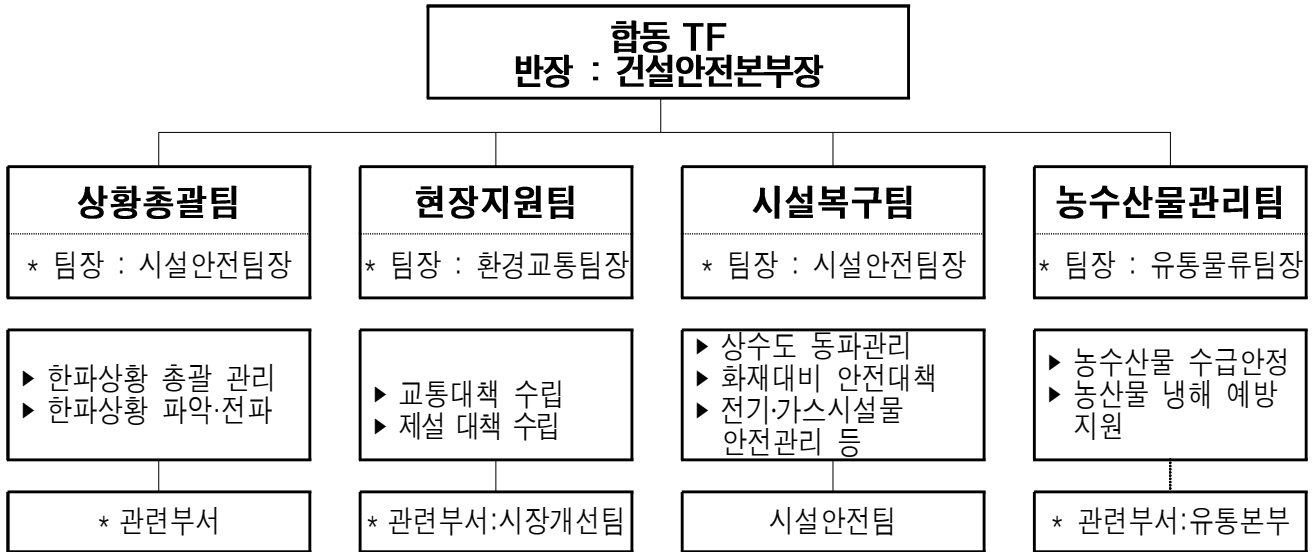 합동 TF
반장 : 건설안전본부장
상황총괄팀
* 팀장 : 시설안전팀장
▶ 한파상황 총괄 관리
▶ 한파상황 파악·전파
* 관련부서
현장지원팀
* 팀장 : 환경교통팀장
▶ 교통대책 수립
▶ 제설 대책 수립
* 관련부서:시장개선팀
시설복구팀
* 팀장 : 시설안전팀장
▶ 상수도 동파관리
▶ 화재대비 안전대책
▶ 전기·가스시설물
안전관리 등
시설안전팀
농수산물관리팀
* 팀장 : 유통물류팀장
▶ 농수산물 수급안정
▶ 농산물 냉해 예방
지원
* 관련부서:유통본부